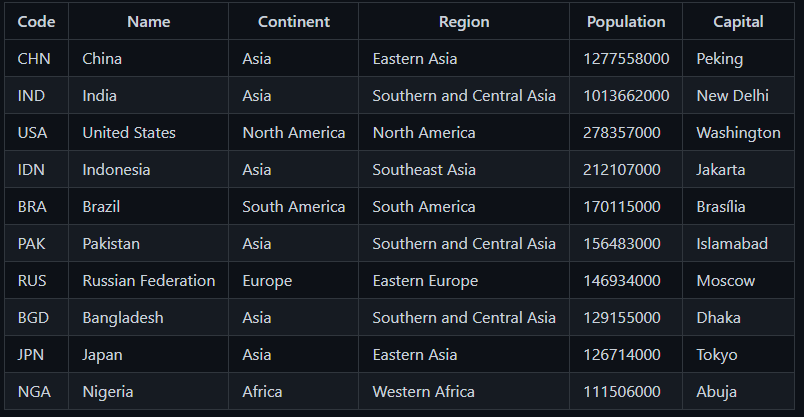 Code Name Continent Region Population Capital
CHN China Asia Eastern Asia 1277558000 Peking
IND India Asia Southern and Central Asia 1013662000 New Delhi
USA United States North America North America 278357000 Washington
IDN Indonesia Asia Southeast Asia 212107000 Jakarta
BRA Brazil South America South America 170115000 Brasília
PAK Pakistan Asia Southern and Central Asia 156483000 Islamabad
RUS Russian Federation Europe Eastern Europe 146934000 Moscow
BGD Bangladesh Asia Southern and Central Asia 129155000 Dhaka
JPN Japan Asia Eastern Asia 126714000 Tokyo
NGA Nigeria Africa Western Africa 111506000 Abuja